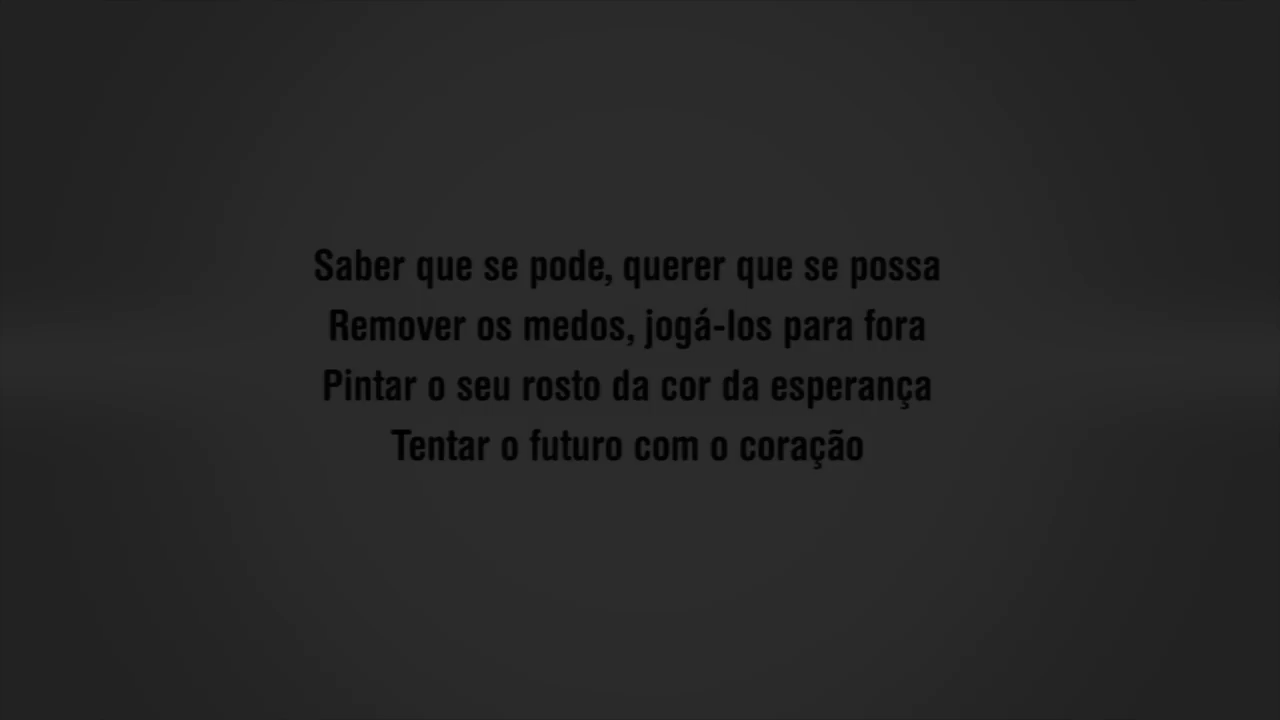 Saber que se pode, querer que se possa
Remover os medos, jogá-los para fora
Pintar o seu rosto da cor da esperança
Tentar o futuro com o coração